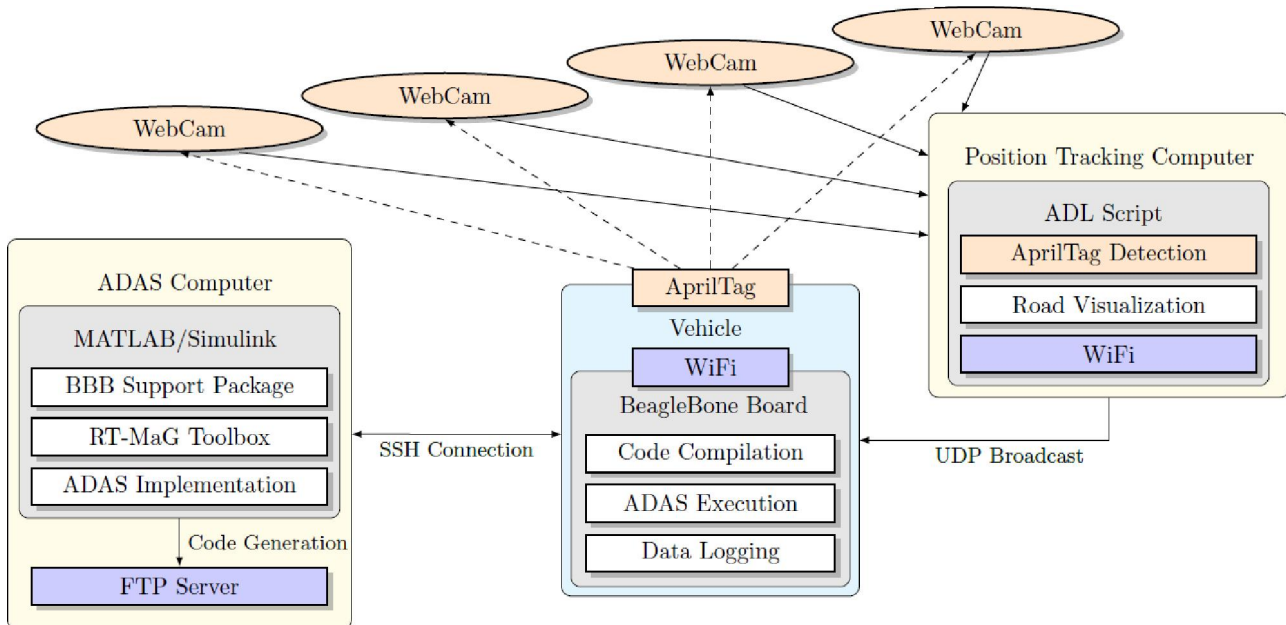 WebCam
WebCam
WebCam
WebCam
Position Tracking Computer
ADL Script
AprilTag Detection
Road Visualization
WiFi
ADAS Computer
MATLAB/Simulink
BBB Support Package
RT-MaG Toolbox
ADAS Implementation
Code Generation
FTP Server
SSH Connection
AprilTag
Vehicle
WiFi
BeagleBone Board
Code Compilation
ADAS Execution
Data Logging
UDP Broadcast